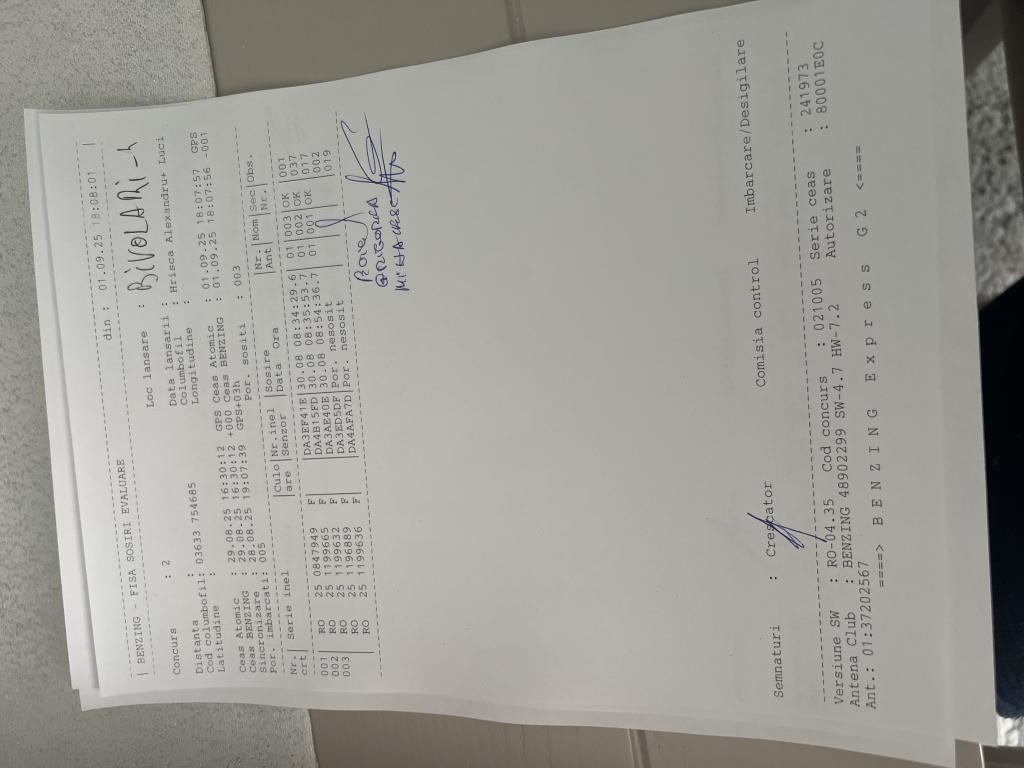 | BENZING - FISA SOSIRI EVALUARE din : 01.09.25 18:08:01 |
Concurs : 2 Loc lansare : BIVOLARI
Data lansarii :
Distanta : Columbofil : Hrisca Alexandru+ Luci
Cod columbofil: 03633 754685 Longitudine :
Latitudine :
Ceas Atomic : 29.08.25 16:30:12 GPS Ceas Atomic : 01.09.25 18:07:57 GPS
Ceas BENZING : 29.08.25 16:30:12 +000 Ceas BENZING : 01.09.25 18:07:56 -001
Sincronizare : 28.08.25 19:07:39 GPS+03h
Por. imbarcati: 005 Por. sositi : 003
Nr.| Serie inel |Culo|Nr.inel |Sosire |Nr.|Nom|Sec|Obs.
crt| |are |Senzor |Data Ora |Ant|Nr.|
001| RO 25 0847949 F |DA3EF41E|30.08 08:34:29.6| 01|003|OK 001
002| RO 25 1199665 F |DA4B15FD|30.08 08:35:53.7| 01|002|OK 037
003| RO 25 1199632 F |DA3AE40E|30.08 08:54:36.7| 01|001|OK 017
RO 25 1196889 F |DA3ED5DF|Por: nesosit 002
RO 25 1199636 F |DA4AFA7D|Por: nesosit 019
Semnaturi : Crescator Comisia control Imbarcare/Desigilare
Versiune SW : RO-04.35 Cod concurs : 021005 Serie ceas : 241973
Antena Club : BENZING 48902299 SW-4.7 HW-7.2 Autorizare : 80001E0C
Ant.: 01:37202567
====> B E N Z I N G E x p r e s s G 2 <====